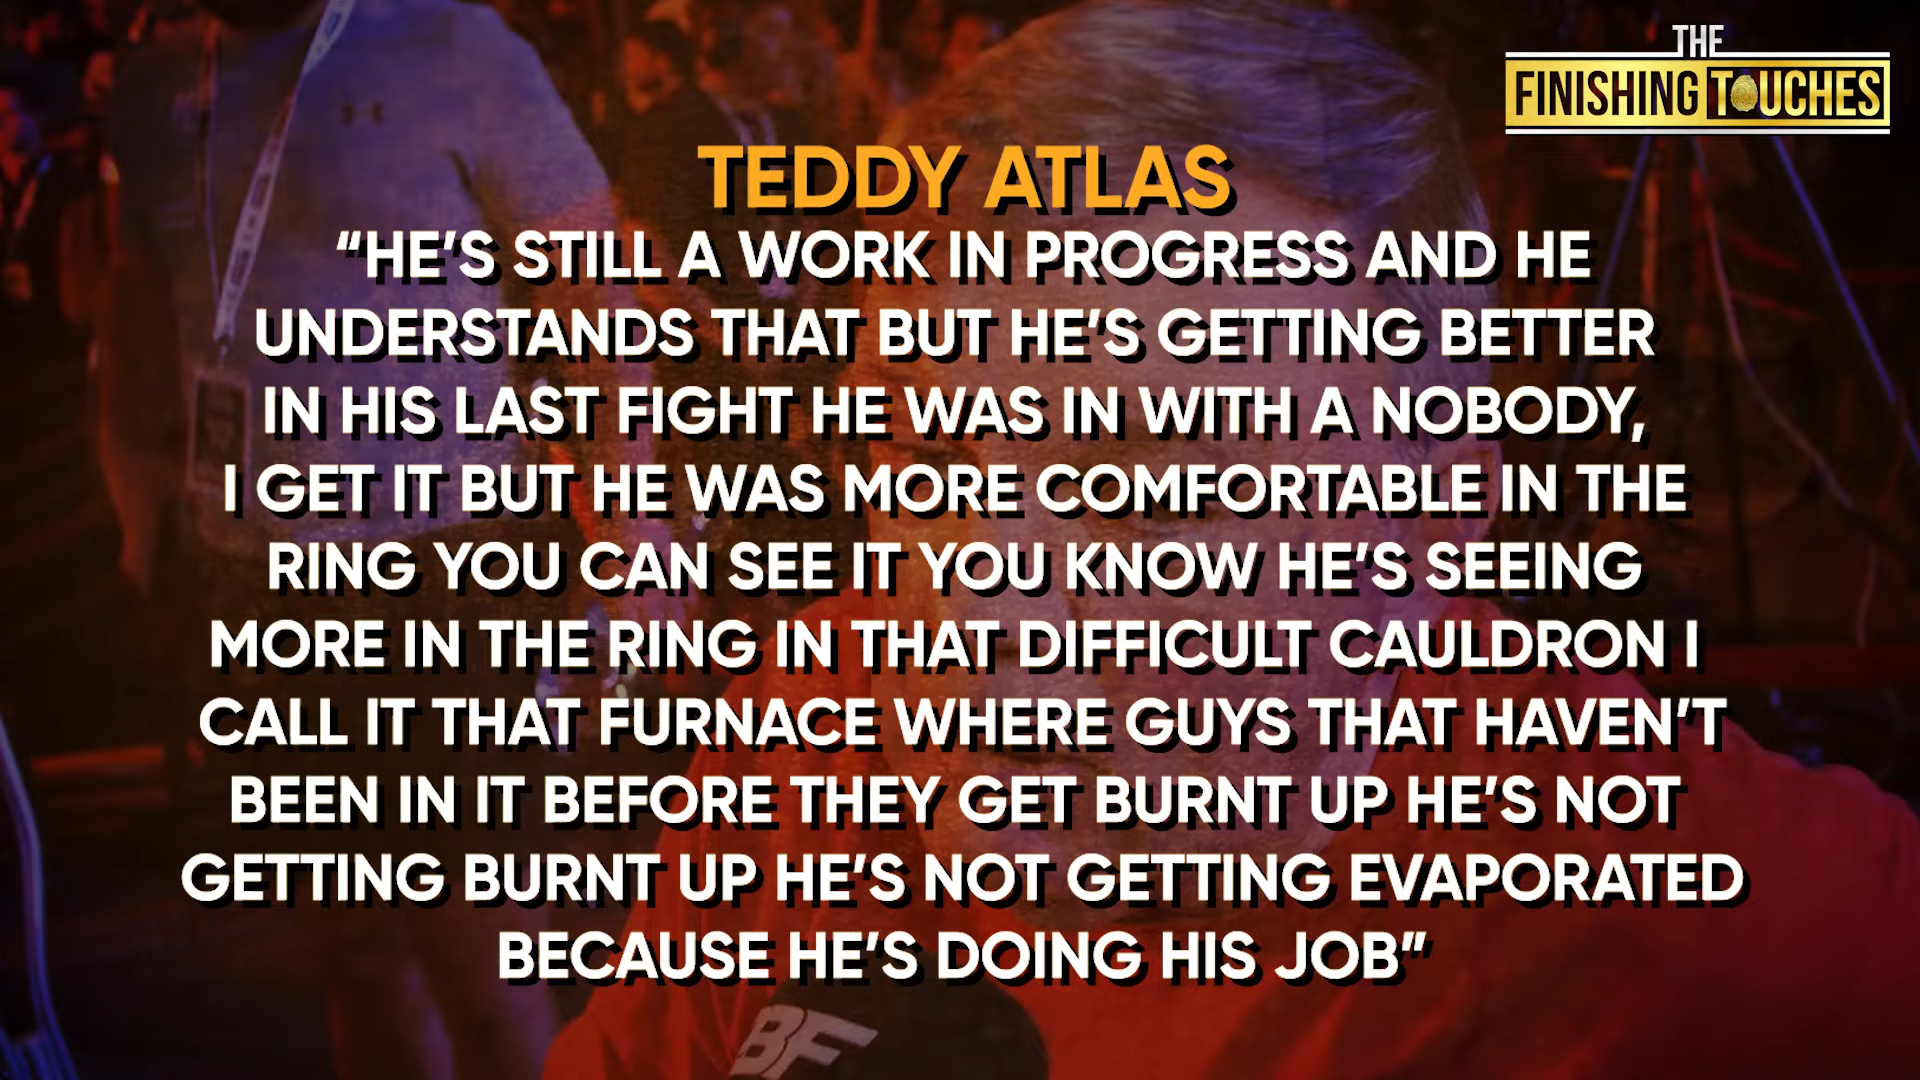 THE
FINISHING TOUCHES
TEDDY ATLAS
“HE’S STILL A WORK IN PROGRESS AND HE
UNDERSTANDS THAT BUT HE’S GETTING BETTER
IN HIS LAST FIGHT HE WAS IN WITH A NOBODY,
I GET IT BUT HE WAS MORE COMFORTABLE IN THE
RING YOU CAN SEE IT YOU KNOW HE’S SEEING
MORE IN THE RING IN THAT DIFFICULT CAULDRON I
CALL IT THAT FURNACE WHERE GUYS THAT HAVEN’T
BEEN IN IT BEFORE THEY GET BURNT UP HE’S NOT
GETTING BURNT UP HE’S NOT GETTING EVAPORATED
BECAUSE HE’S DOING HIS JOB”
BF